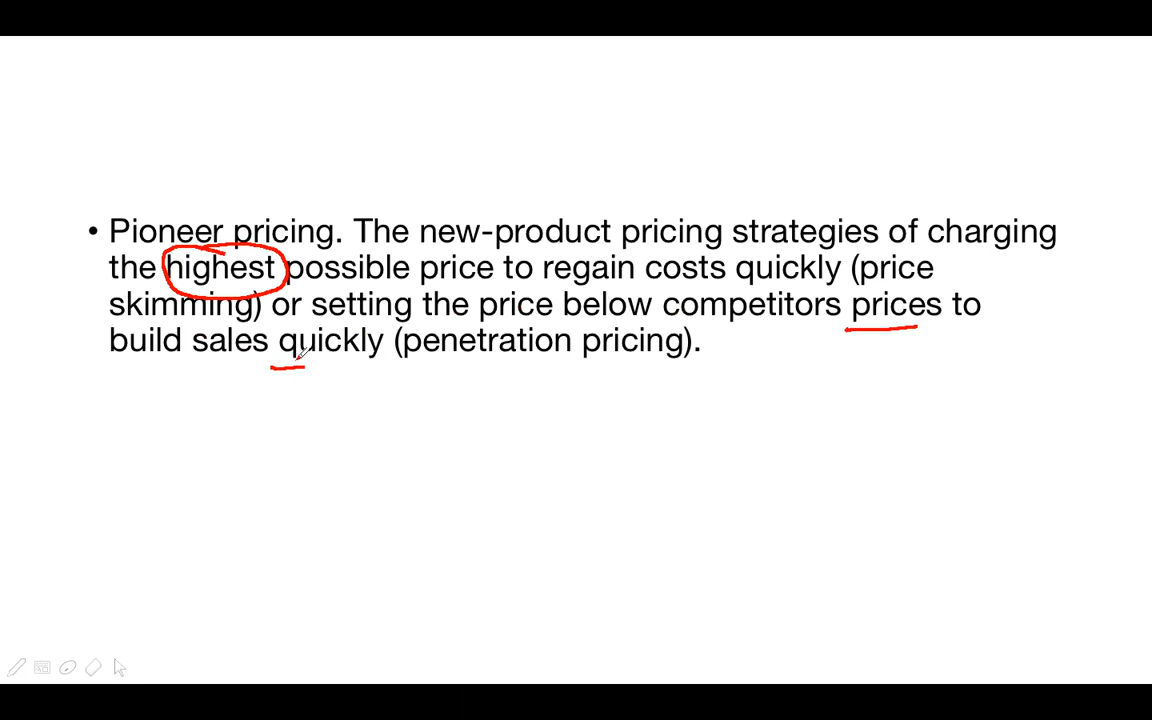 • Pioneer pricing. The new-product pricing strategies of charging
the highest possible price to regain costs quickly (price
skimming) or setting the price below competitors prices to
build sales quickly (penetration pricing).